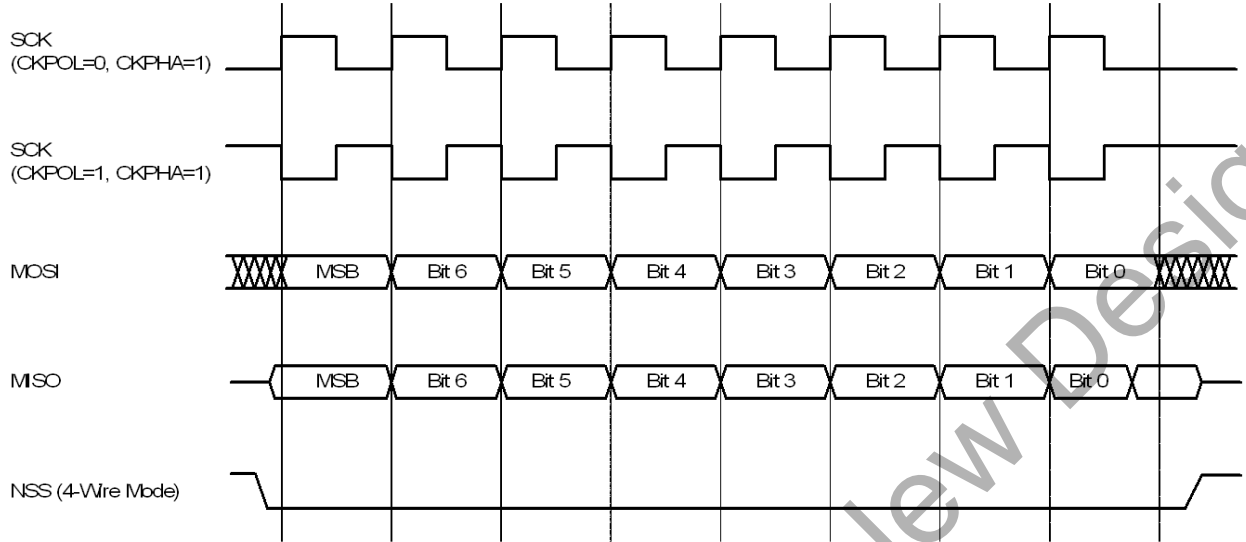 SCK
(CKPOL=0, CKPHA=1)
SCK
(CKPOL=1, CKPHA=1)
MOSI
MSB Bit 6 Bit 5 Bit 4 Bit 3 Bit 2 Bit 1 Bit 0
MISO
MSB Bit 6 Bit 5 Bit 4 Bit 3 Bit 2 Bit 1 Bit 0
NSS (4-Wire Mode)